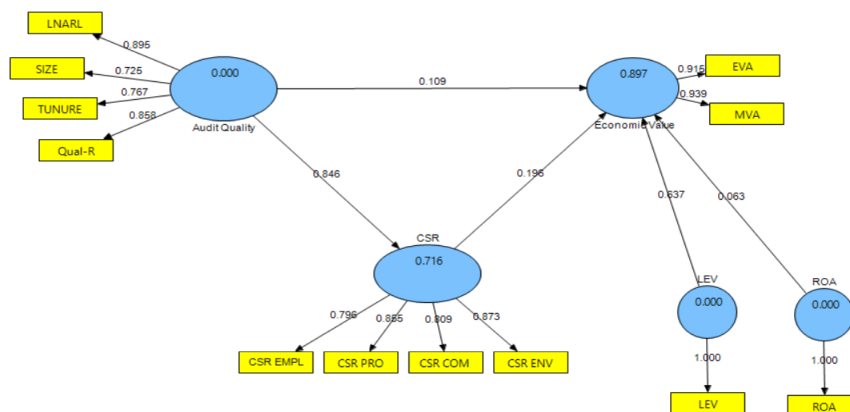 LNARL
0.895
SIZE
0.725
TUNURE
0.767
Qual-R
0.858
0.000
Audit Quality
0.109
0.897
Economic Value
0.915
EVA
0.939
MVA
0.846
0.196
0.637
0.063
CSR
0.716
LEV
0.000
ROA
0.000
0.796
0.855
0.809
0.873
CSR EMPL
CSR PRO
CSR COM
CSR ENV
1.000
1.000
LEV
ROA